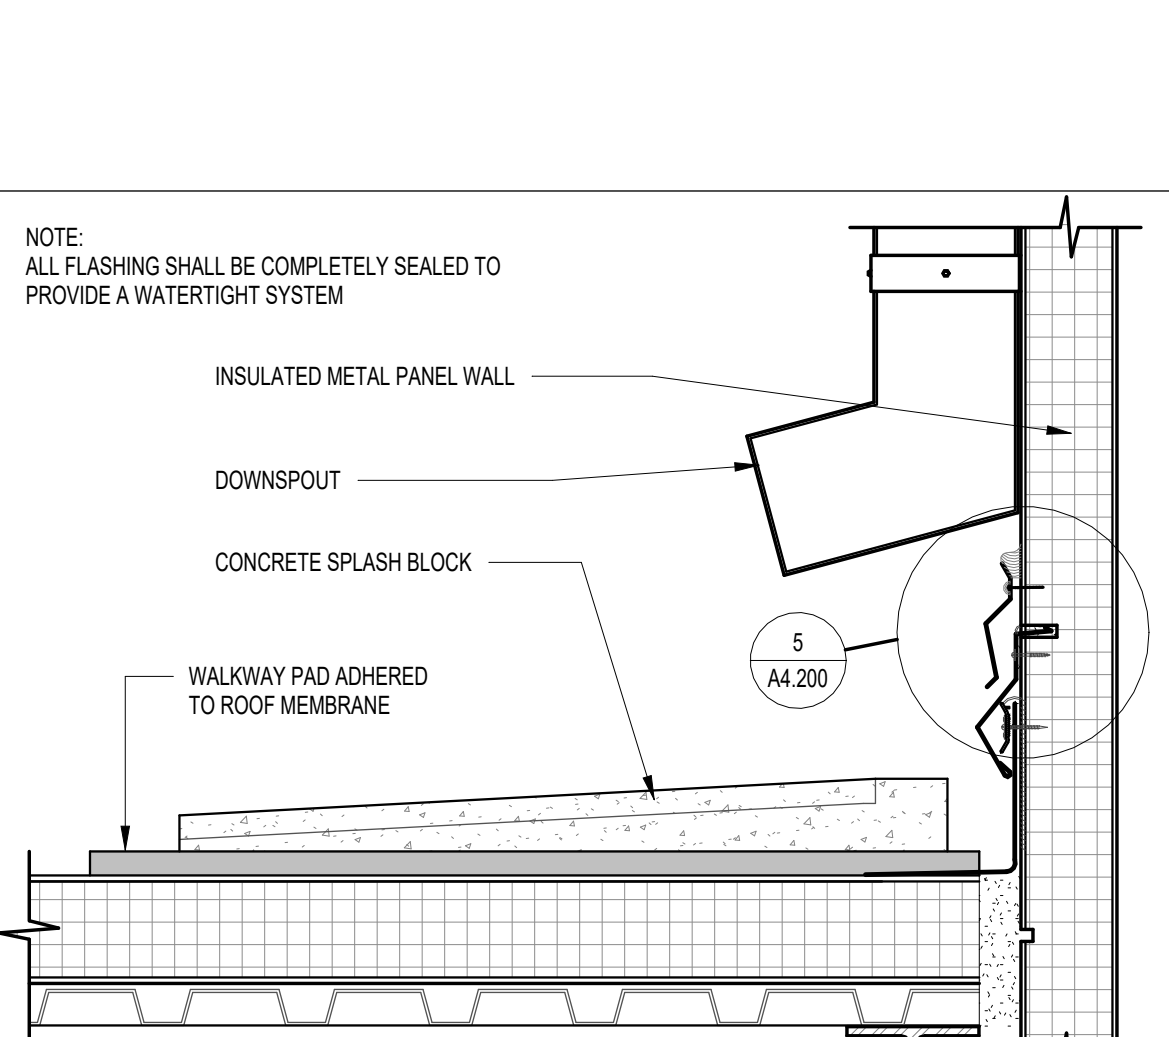 NOTE:
ALL FLASHING SHALL BE COMPLETELY SEALED TO
PROVIDE A WATERTIGHT SYSTEM
INSULATED METAL PANEL WALL
DOWNSPOUT
CONCRETE SPLASH BLOCK
5
A4.200
WALKWAY PAD ADHERED
TO ROOF MEMBRANE